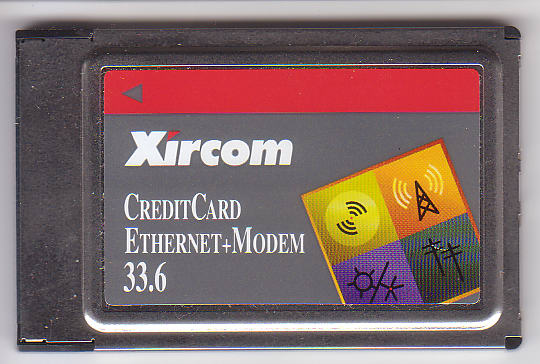 Xircom
CREDITCARD
ETHERNET+MODEM
33.6